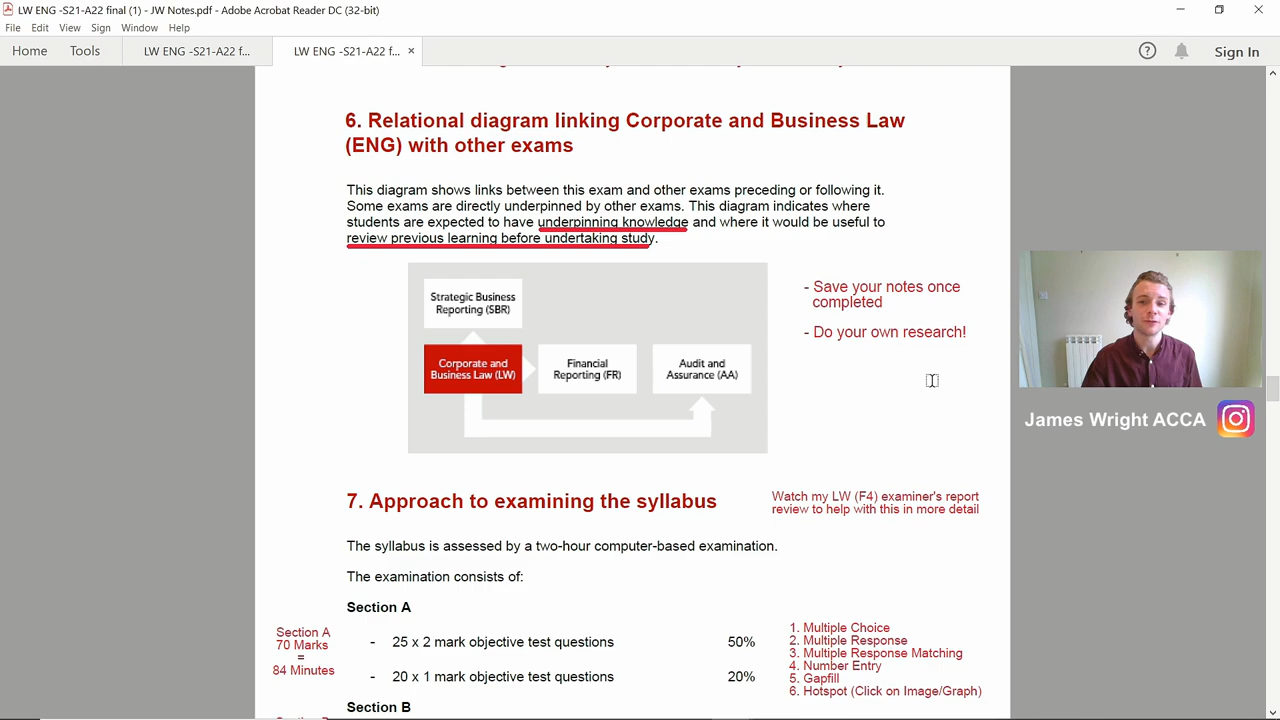 LW ENG -S21-A22 final (1) - JW Notes.pdf - Adobe Acrobat Reader DC (32-bit)
File Edit View Sign Window Help
Home Tools LW ENG -S21-A22 f... LW ENG -S21-A22 f... × ? Sign In
6. Relational diagram linking Corporate and Business Law
(ENG) with other exams
This diagram shows links between this exam and other exams preceding or following it.
Some exams are directly underpinned by other exams. This diagram indicates where
students are expected to have underpinning knowledge and where it would be useful to
review previous learning before undertaking study.
Strategic Business
Reporting (SBR)
Corporate and
Business Law (LW)
Financial
Reporting (FR)
Audit and
Assurance (AA)
- Save your notes once
completed
- Do your own research!
James Wright ACCA
7. Approach to examining the syllabus
Watch my LW (F4) examiner's report
review to help with this in more detail
The syllabus is assessed by a two-hour computer-based examination.
The examination consists of:
Section A
Section A
70 Marks
=
84 Minutes
- 25 x 2 mark objective test questions 50%
- 20 x 1 mark objective test questions 20%
1. Multiple Choice
2. Multiple Response
3. Multiple Response Matching
4. Number Entry
5. Gapfill
6. Hotspot (Click on Image/Graph)
Section B